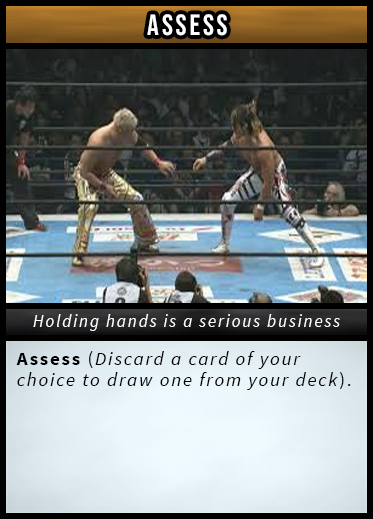 ASSESS
Holding hands is a serious business
Assess (Discard a card of your
choice to draw one from your deck).